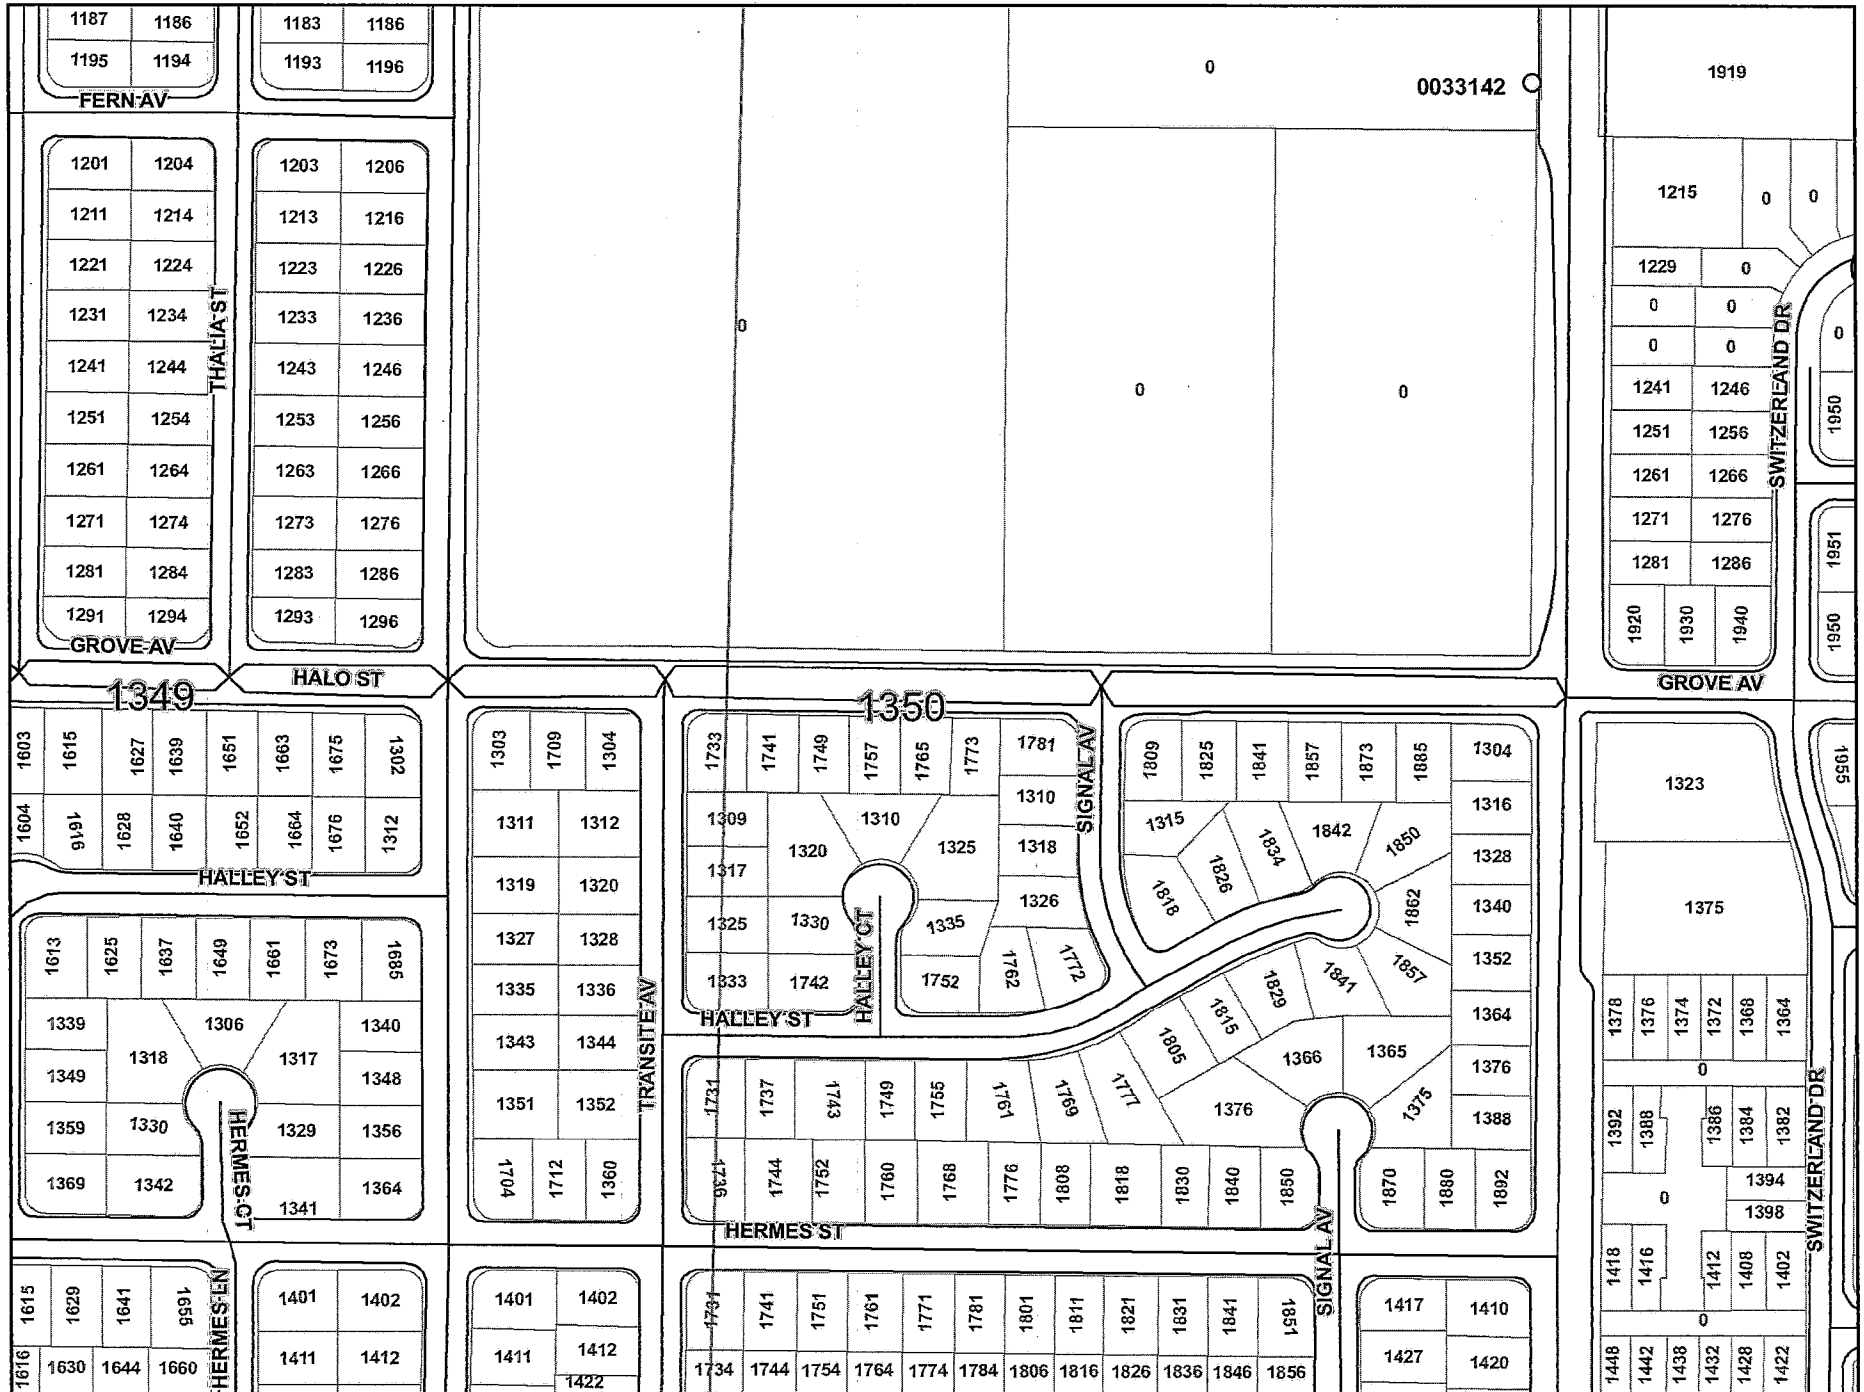 1187 1186 1183 1186
1195 1194 1193 1196
FERN AV
0
0033142
1919
1201 1204 1203 1206
1211 1214 1213 1216
1221 1224 1223 1226
1231 1234 1233 1236
1241 1244 1243 1246
1251 1254 1253 1256
1261 1264 1263 1266
1271 1274 1273 1276
1281 1284 1283 1286
1291 1294 1293 1296
THALIA ST
0
0
0
1215 0 0
1229 0
0 0
0 0
0
1241 1246
1251 1256
1261 1266
1271 1276
1281 1286
1920 1930 1940
SWITZERLAND DR
1950
1951
1950
GROVE AV
HALO ST
GROVE AV
1349
1350
1603 1615 1627 1639 1651 1663 1675 1302
1604 1616 1628 1640 1652 1664 1676 1312
HALLEY ST
1613 1625 1637 1649 1661 1673 1685
1339 1306 1340
1318 1317
1349 1348
1359 1330 1329 1356
1369 1342 1341 1364
HERMES CT
1303 1709 1304
1311 1312
1319 1320
1327 1328
1335 1336
1343 1344
1351 1352
1704 1712 1360
TRANSITE AV
1733 1741 1749 1757 1765 1773 1781
1309 1310 1310
1320 1325 1318
1317
1325 1330 1335 1326
1333 1742 1752 1762 1772
HALLEY CT
HALLEY ST
SIGNAL AV
1809 1825 1841 1857 1873 1885 1304
1315 1826 1834 1842 1850 1316
1818 1862 1328
1340
1805 1815 1829 1841 1857 1352
1366 1365 1364
1376 1375 1376
1388
1731 1737 1743 1749 1755 1761 1769 1777
1736 1744 1752 1760 1768 1776 1808 1818 1830 1840 1850 1870 1880 1892
HERMES ST
SIGNAL AV
1955
1323
1375
1378 1376 1374 1372 1368 1364
0
1392 1388 1386 1384 1382
1394
0
1398
1418 1416 1412 1408 1402
0
1448 1442 1438 1432 1428 1422
SWITZERLAND DR
1615 1629 1641 1655
1616 1630 1644 1660
HERMES LN
1401 1402
1411 1412
1401 1402
1411 1412
1422
1731 1741 1751 1761 1771 1781 1801 1811 1821 1831 1841 1851
1734 1744 1754 1764 1774 1784 1806 1816 1826 1836 1846 1856
1417 1410
1427 1420